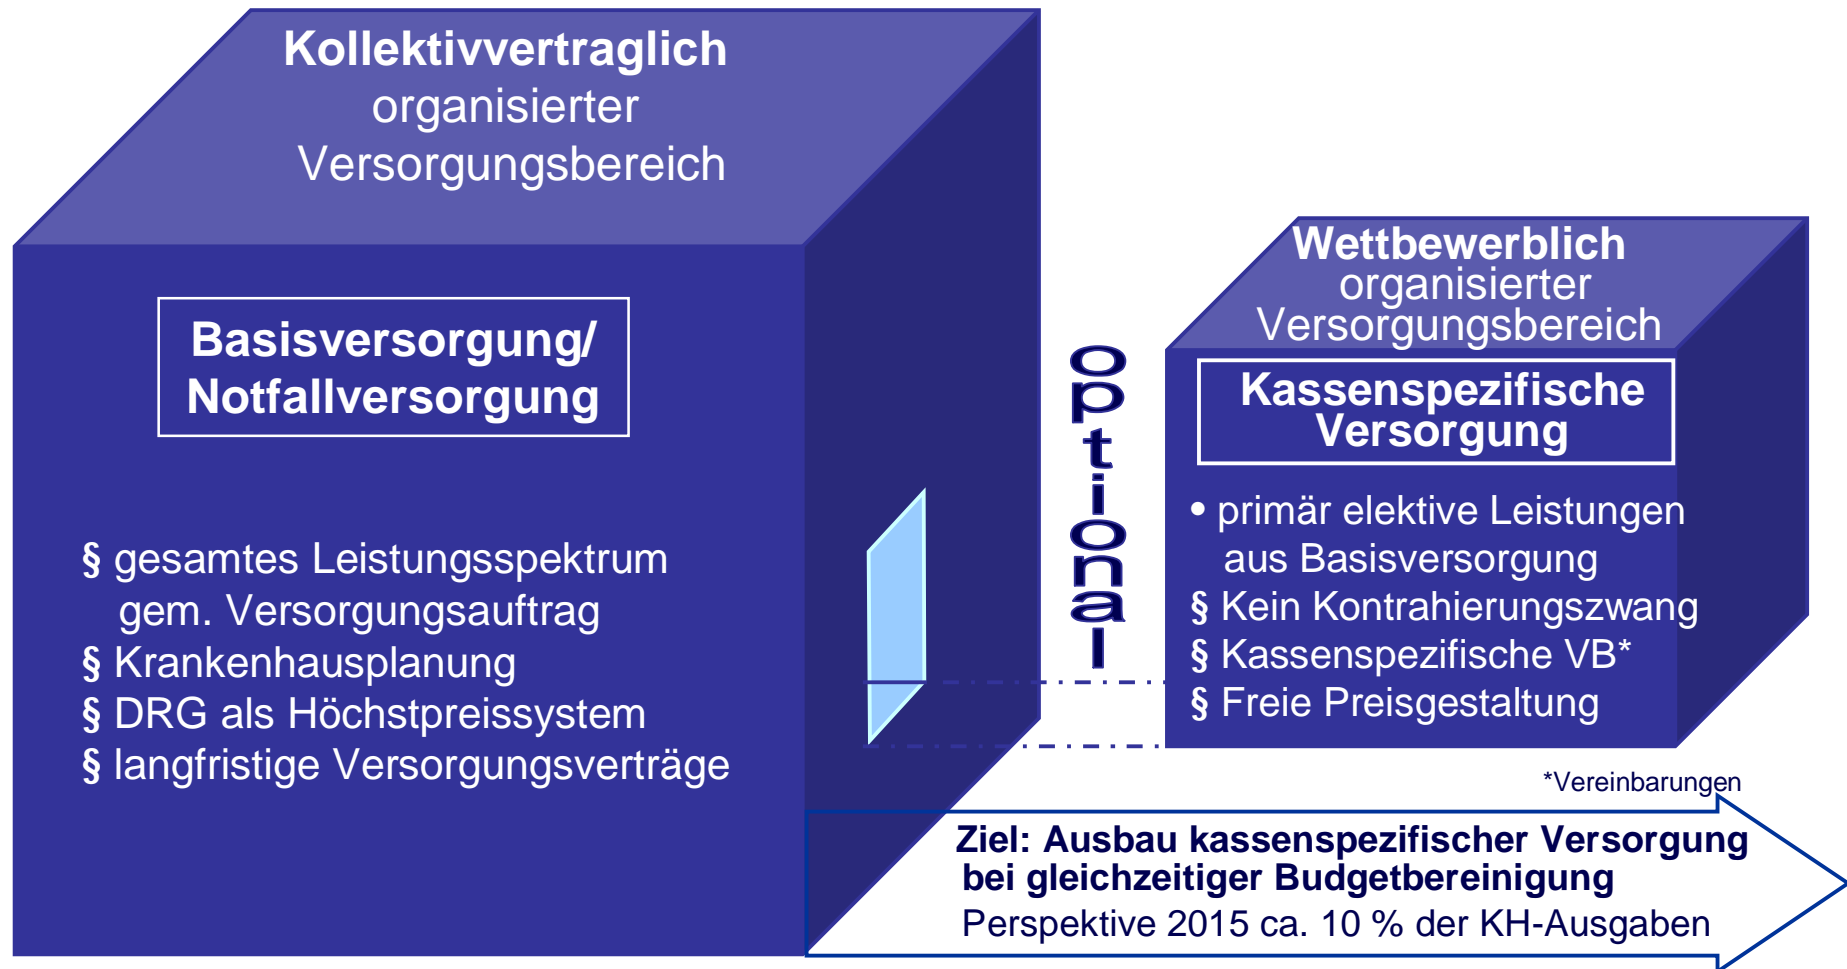 Kollektivvertraglich
organisierter
Versorgungsbereich
Basisversorgung/
Notfallversorgung
§ gesamtes Leistungsspektrum
gem. Versorgungsauftrag
§ Krankenhausplanung
§ DRG als Höchstpreissystem
§ langfristige Versorgungsverträge
optional
Wettbewerblich
organisierter
Versorgungsbereich
Kassenspezifische
Versorgung
• primär elektive Leistungen
aus Basisversorgung
§ Kein Kontrahierungszwang
§ Kassenspezifische VB*
§ Freie Preisgestaltung
*Vereinbarungen
Ziel: Ausbau kassenspezifischer Versorgung
bei gleichzeitiger Budgetbereinigung
Perspektive 2015 ca. 10 % der KH-Ausgaben